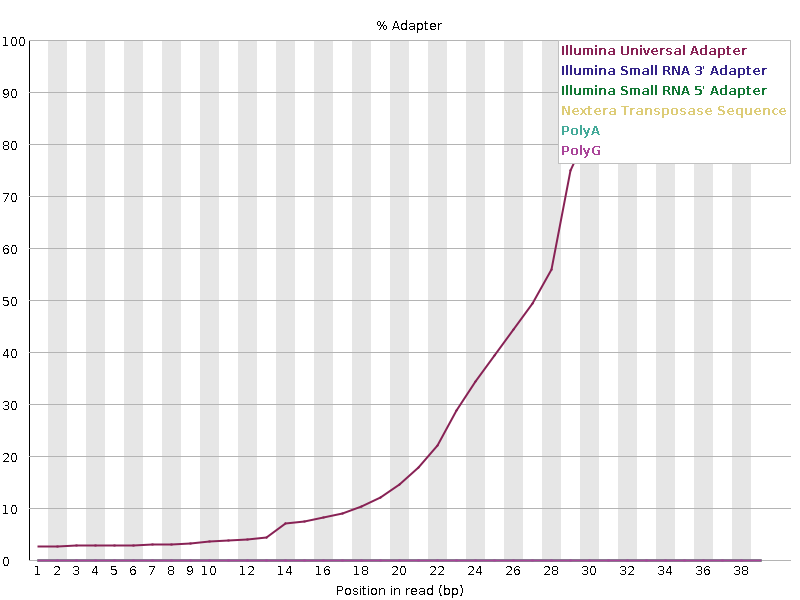 % Adapter
100
90
80
70
60
50
40
30
20
10
0
Illumina Universal Adapter
Illumina Small RNA 3' Adapter
Illumina Small RNA 5' Adapter
Nextera Transposase Sequence
PolyA
PolyG
1 2 3 4 5 6 7 8 9 10 12 14 16 18 20 22 24 26 28 30 32 34 36 38
Position in read (bp)